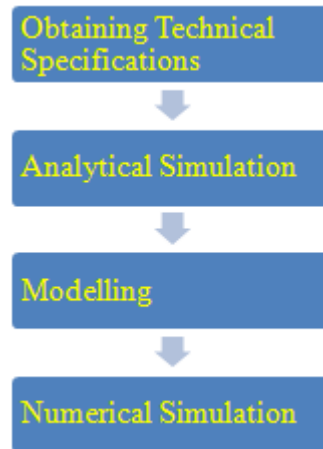 Obtaining Technical
Specifications
Analytical Simulation
Modelling
Numerical Simulation